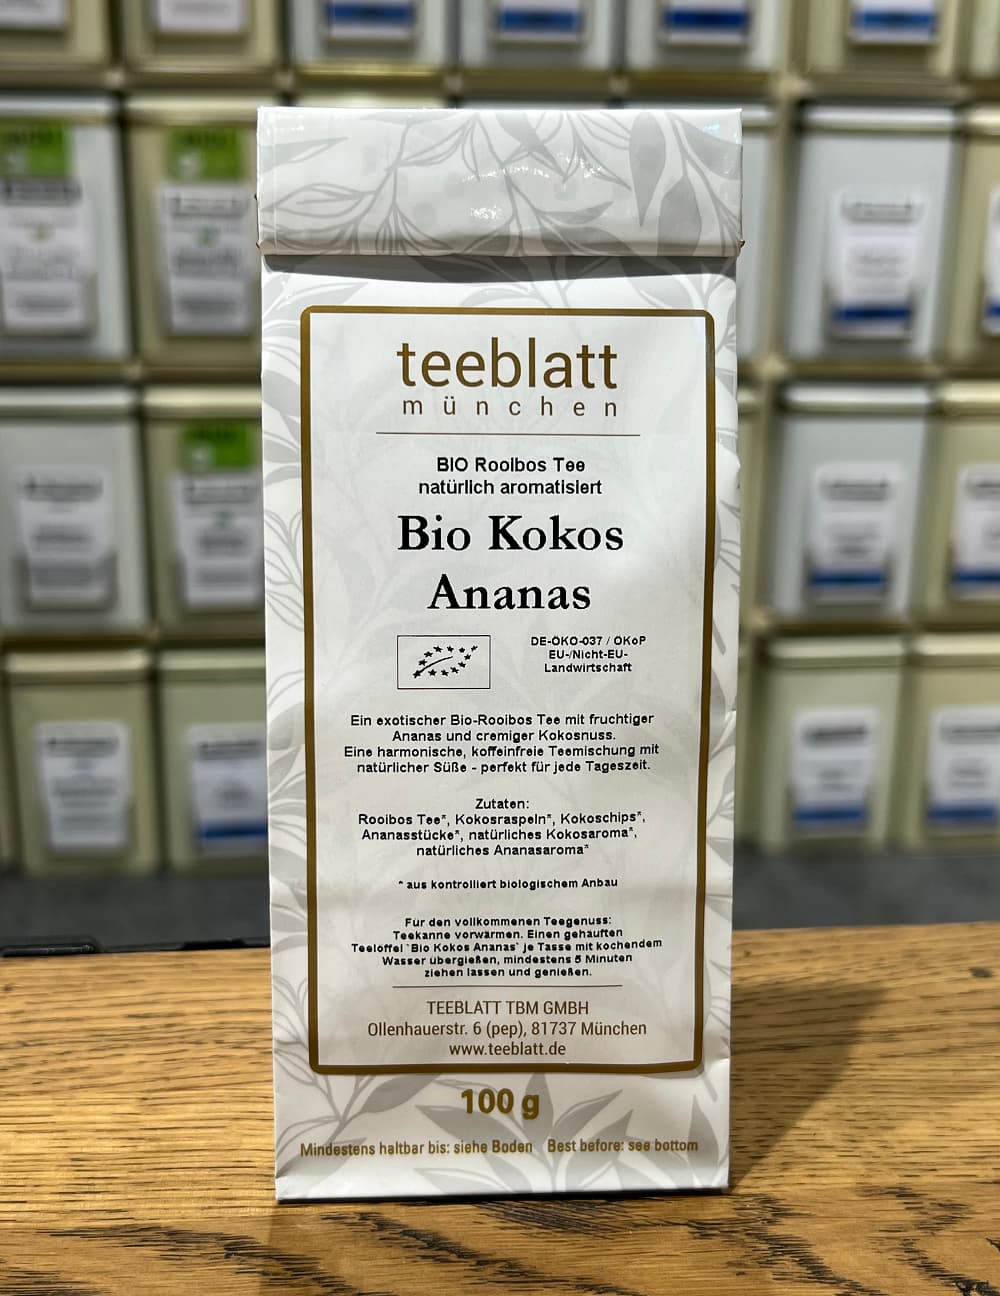 teeblatt
münchen
BIO Rooibos Tee
natürlich aromatisiert
Bio Kokos
Ananas
DE-ÖKO-037 / ÖKoP
EU-/Nicht-EU-
Landwirtschaft
Ein exotischer Bio-Rooibos Tee mit fruchtiger
Ananas und cremiger Kokosnuss.
Eine harmonische, koffeinfreie Teemischung mit
natürlicher Süße - perfekt für jede Tageszeit.
Zutaten:
Rooibos Tee*, Kokosraspeln*, Kokoschips*,
Ananasstücke*, natürliches Kokosaroma*,
natürliches Ananasaroma*
* aus kontrolliert biologischem Anbau
Für den vollkommenen Teegenuss:
Teekanne vorwärmen. Einen gehäuften
Teelöffel `Bio Kokos Ananas` je Tasse mit kochendem
Wasser übergießen, mindestens 5 Minuten
ziehen lassen und genießen.
TEEBLATT TBM GMBH
Ollenhauerstr. 6 (pep), 81737 München
www.teeblatt.de
100 g
Mindestens haltbar bis: siehe Boden Best before: see bottom